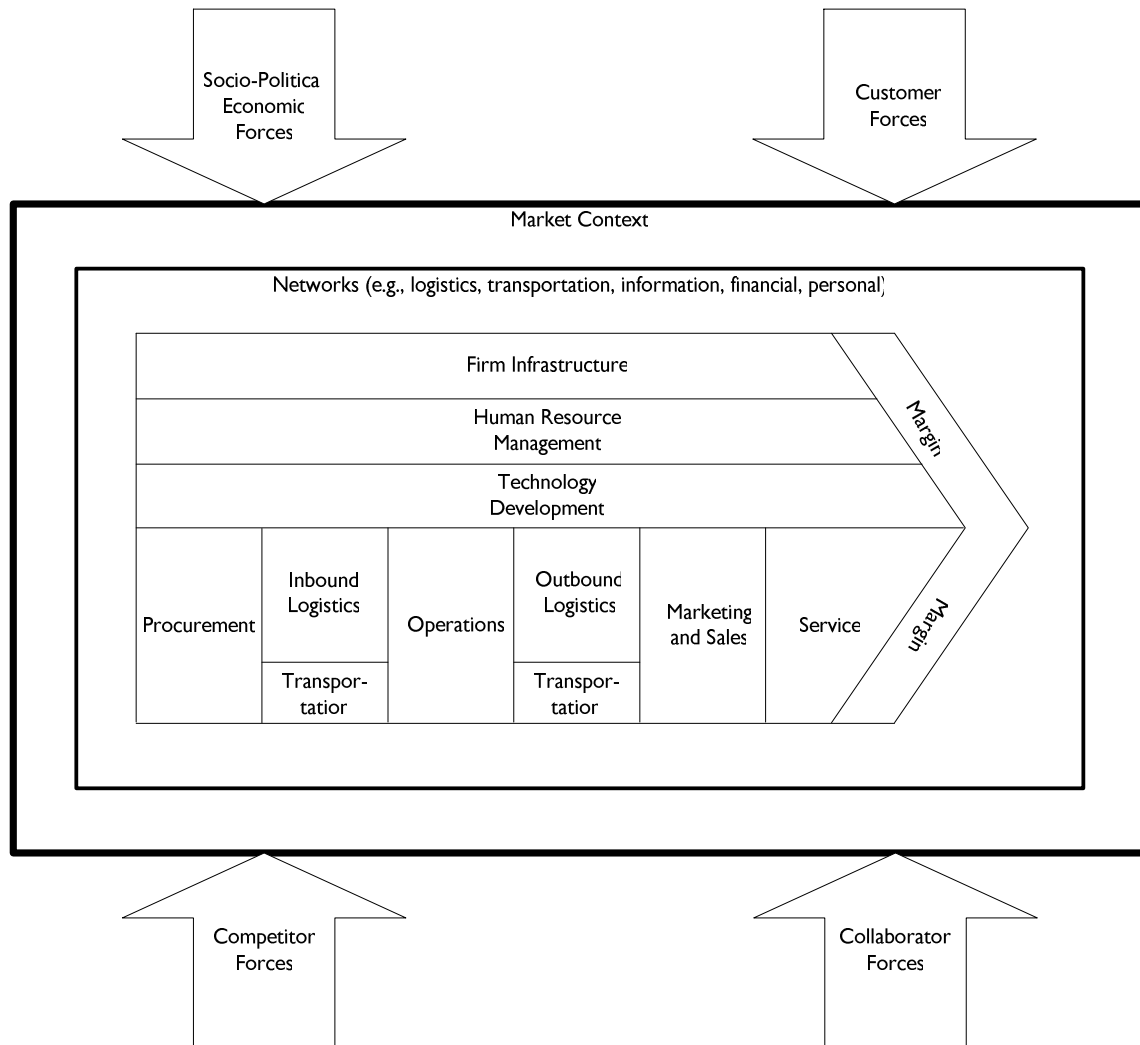 Socio-Politica
Economic
Forces
Customer
Forces
Market Context
Networks (e.g., logistics, transportation, information, financial, personal)
Firm Infrastructure
Human Resource
Management
Technology
Development
Margin
Margin
Procurement
Inbound
Logistics
Transpor-
tatior
Operations
Outbound
Logistics
Transpor-
tatior
Marketing
and Sales
Service
Competitor
Forces
Collaborator
Forces